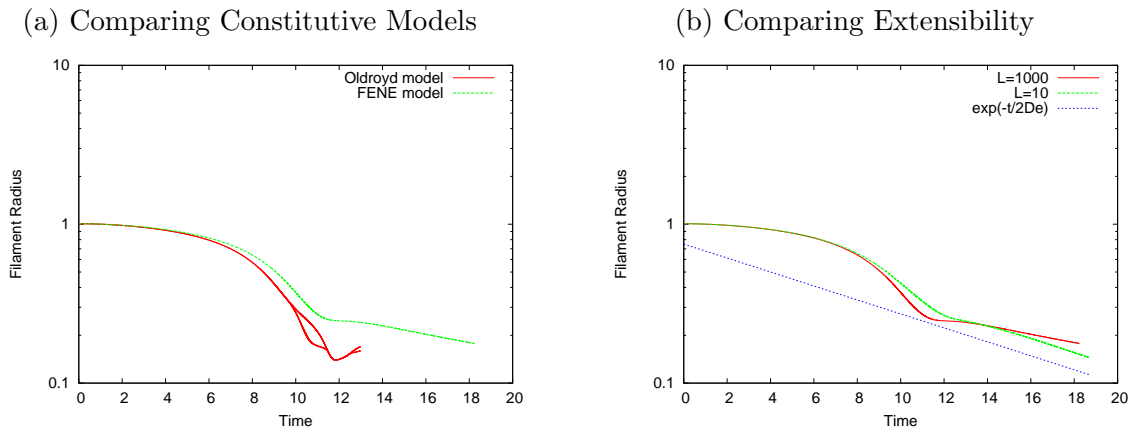 (a) Comparing Constitutive Models
10
1
0.1
Filament Radius
0 2 4 6 8 10 12 14 16 18 20
Time
Oldroyd model
FENE model
(b) Comparing Extensibility
10
1
0.1
Filament Radius
0 2 4 6 8 10 12 14 16 18 20
Time
L=1000
L=10
exp(-t/2De)